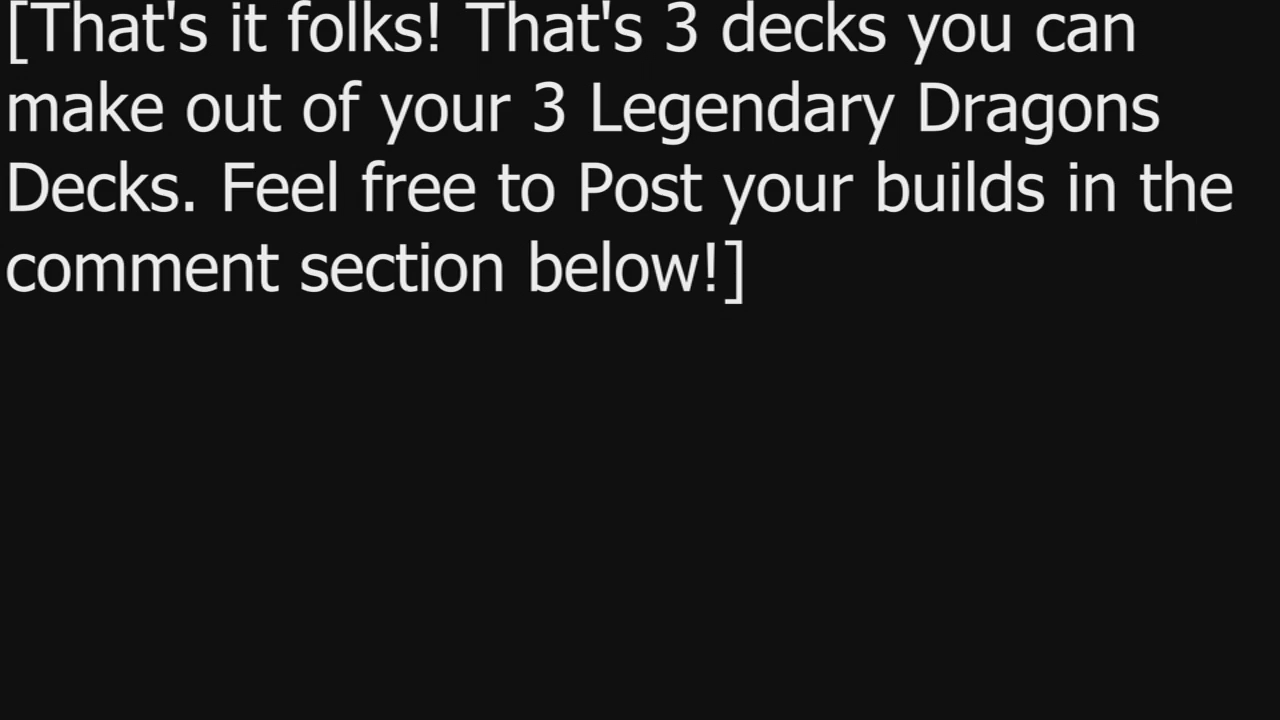 [That's it folks! That's 3 decks you can
make out of your 3 Legendary Dragons
Decks. Feel free to Post your builds in the
comment section below!]